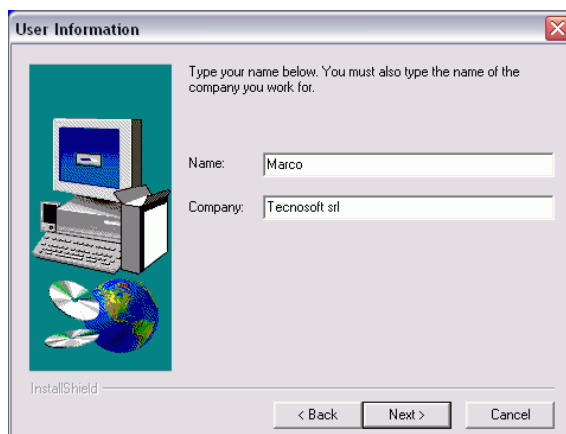 User Information
Type your name below. You must also type the name of the
company you work for.
Name: Marco
Company: Tecnosoft srl
InstallShield
< Back Next > Cancel